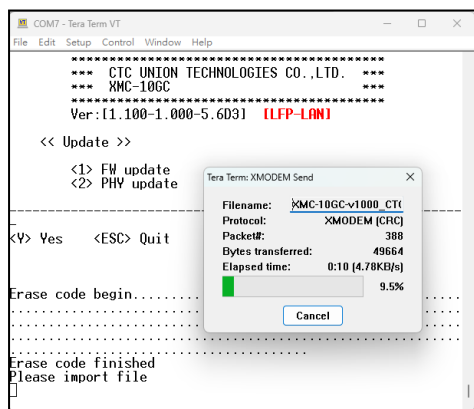 COM7 - Tera Term VT
File Edit Setup Control Window Help
********************************************
*** CTC UNION TECHNOLOGIES CO.,LTD. ***
*** XMC-10GC ***
********************************************
Ver:[1.100-1.000-5.6D3] [LFP-LAN]
<< Update >>
<1> FW update
<2> PHY update
<Y> Yes <ESC> Quit
Erase code begin
Erase code finished
Please import file
Tera Term: XMODEM Send
Filename: XMC-10GC-v1000_CT
Protocol: XMODEM (CRC)
Packet#: 388
Bytes transferred: 49664
Elapsed time: 0:10 (4.78KB/s)
9.5%
Cancel